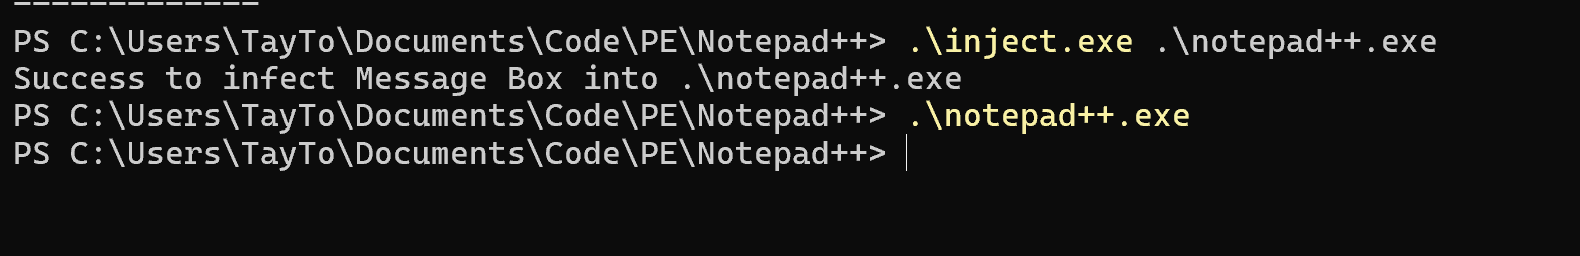 -------------
PS C:\Users\TayTo\Documents\Code\PE\Notepad++> .\inject.exe .\notepad++.exe
Success to infect Message Box into .\notepad++.exe
PS C:\Users\TayTo\Documents\Code\PE\Notepad++> .\notepad++.exe
PS C:\Users\TayTo\Documents\Code\PE\Notepad++>